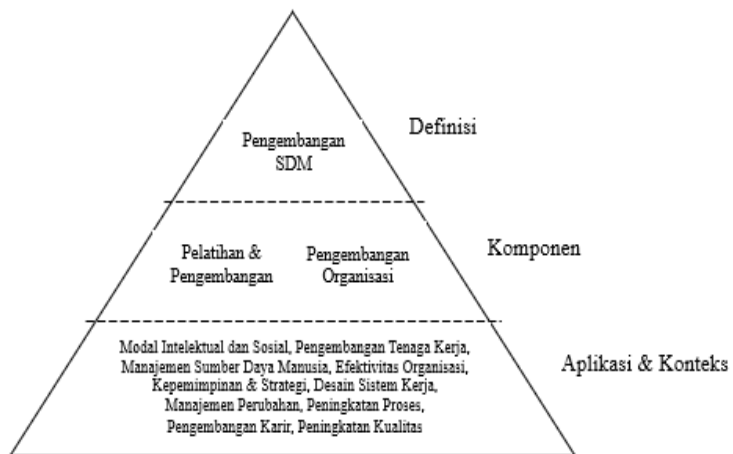 Pengembangan
SDM
Definisi
Pelatihan &
Pengembangan
Pengembangan
Organisasi
Komponen
Modal Intelektual dan Sosial, Pengembangan Tenaga Kerja,
Manajemen Sumber Daya Manusia, Efektivitas Organisasi,
Kepemimpinan & Strategi, Desain Sistem Kerja,
Manajemen Perubahan, Peningkatan Proses,
Pengembangan Karir, Peningkatan Kualitas
Aplikasi & Konteks